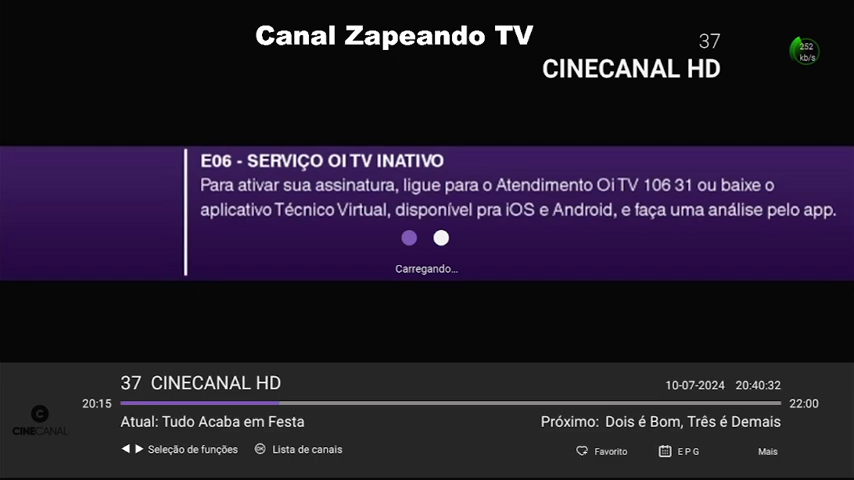 Canal Zapeando TV
37
CINECANAL HD
252
kb/s
E06 - SERVIÇO OI TV INATIVO
Para ativar sua assinatura, ligue para o Atendimento Oi TV 106 31 ou baixe o
aplicativo Técnico Virtual, disponível pra iOS e Android, e faça uma análise pelo app.
Carregando...
37 CINECANAL HD
10-07-2024 20:40:32
20:15
22:00
CINECANAL
Atual: Tudo Acaba em Festa
Próximo: Dois é Bom, Três é Demais
Seleção de funções
OK Lista de canais
Favorito
EPG
Mais